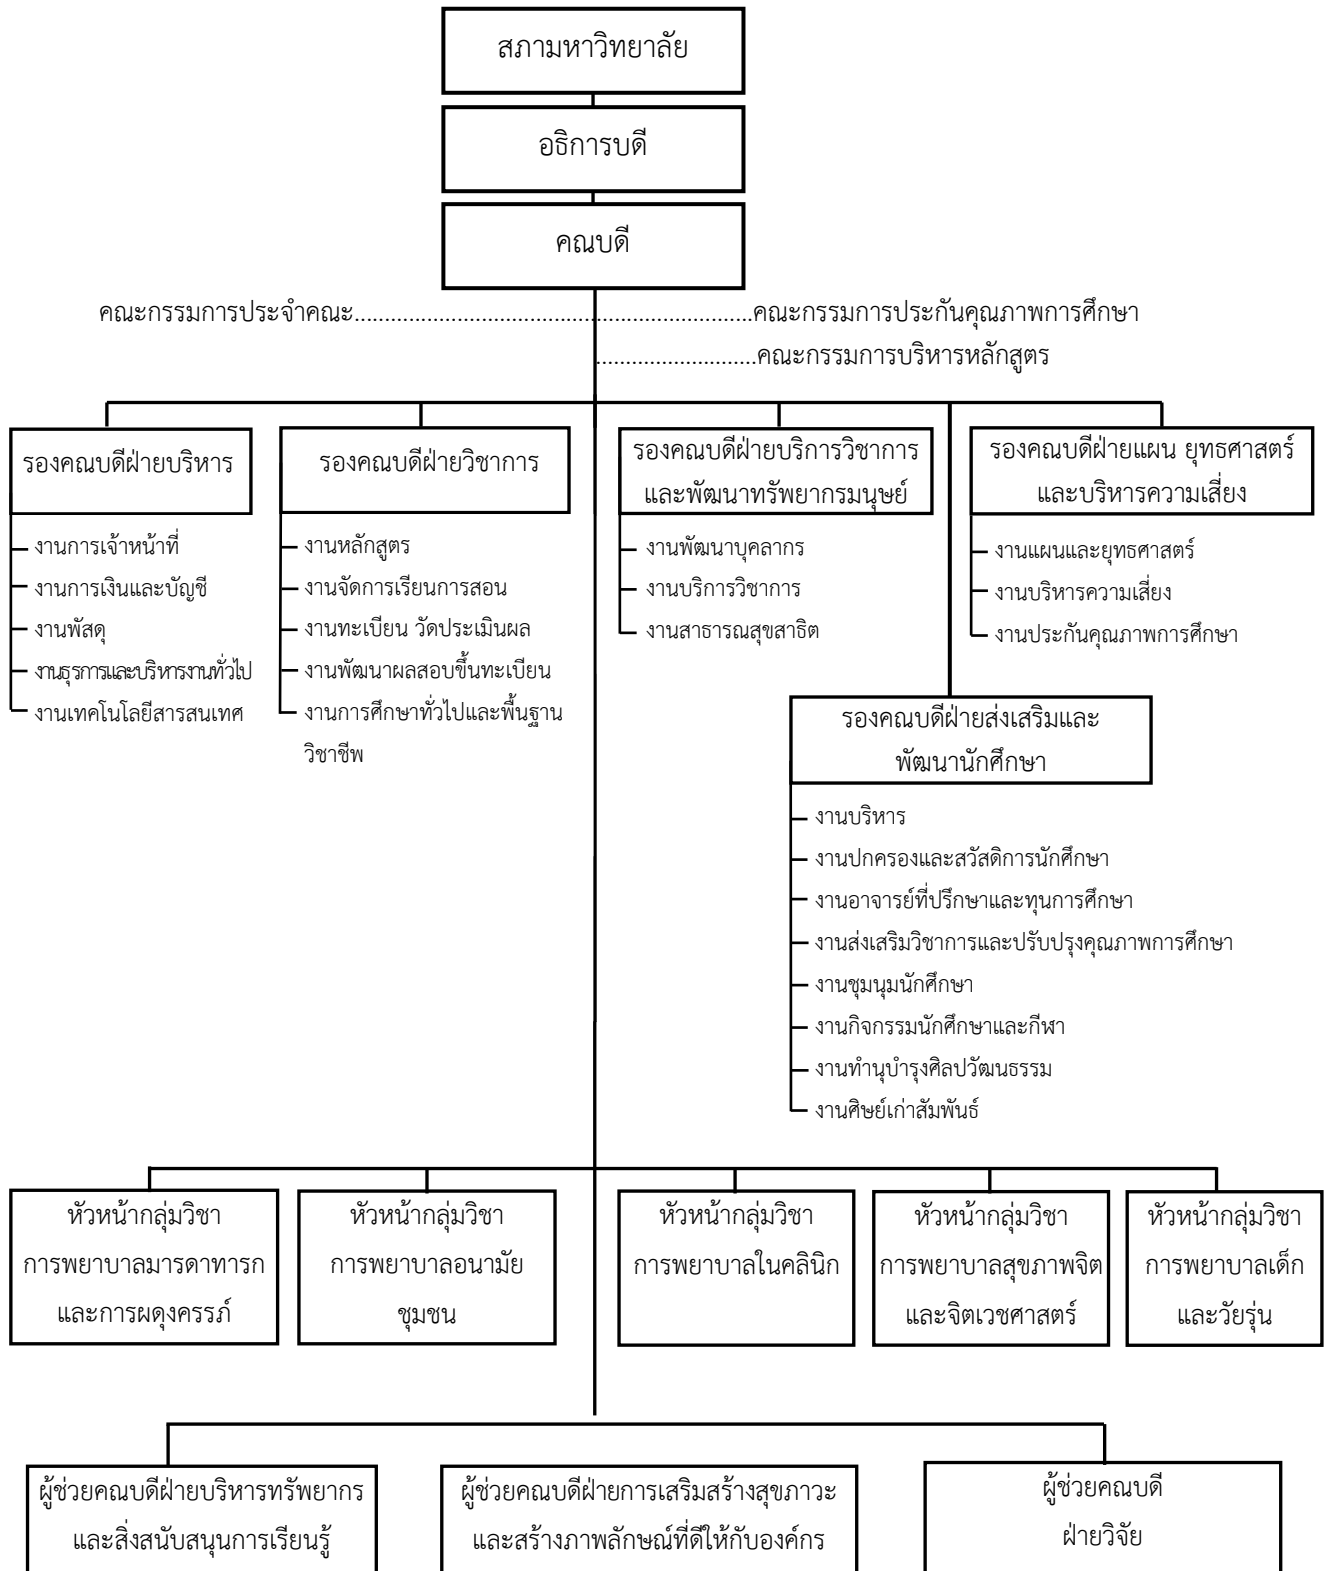 สภามหาวิทยาลัย
อธิการบดี
คณบดี
คณะกรรมการประจำคณะ....................................................................คณะกรรมการประกันคุณภาพการศึกษา
...........................คณะกรรมการบริหารหลักสูตร
รองคณบดีฝ่ายบริหาร
งานการเจ้าหน้าที่
งานการเงินและบัญชี
งานพัสดุ
งานธุรการและบริหารงานทั่วไป
งานเทคโนโลยีสารสนเทศ
รองคณบดีฝ่ายวิชาการ
งานหลักสูตร
งานจัดการเรียนการสอน
งานทะเบียน วัดประเมินผล
งานพัฒนาผลสอบขึ้นทะเบียน
งานการศึกษาทั่วไปและพื้นฐาน
วิชาชีพ
รองคณบดีฝ่ายบริการวิชาการ
และพัฒนาทรัพยากรมนุษย์
งานพัฒนาบุคลากร
งานบริการวิชาการ
งานสาธารณสุขสาธิต
รองคณบดีฝ่ายแผน ยุทธศาสตร์
และบริหารความเสี่ยง
งานแผนและยุทธศาสตร์
งานบริหารความเสี่ยง
งานประกันคุณภาพการศึกษา
รองคณบดีฝ่ายส่งเสริมและ
พัฒนานักศึกษา
งานบริหาร
งานปกครองและสวัสดิการนักศึกษา
งานอาจารย์ที่ปรึกษาและทุนการศึกษา
งานส่งเสริมวิชาการและปรับปรุงคุณภาพการศึกษา
งานชุมนุมนักศึกษา
งานกิจกรรมนักศึกษาและกีฬา
งานทำนุบำรุงศิลปวัฒนธรรม
งานศิษย์เก่าสัมพันธ์
หัวหน้ากลุ่มวิชา
การพยาบาลมารดาทารก
และการผดุงครรภ์
หัวหน้ากลุ่มวิชา
การพยาบาลอนามัย
ชุมชน
หัวหน้ากลุ่มวิชา
การพยาบาลในคลินิก
หัวหน้ากลุ่มวิชา
การพยาบาลสุขภาพจิต
และจิตเวชศาสตร์
หัวหน้ากลุ่มวิชา
การพยาบาลเด็ก
และวัยรุ่น
ผู้ช่วยคณบดีฝ่ายบริหารทรัพยากร
และสิ่งสนับสนุนการเรียนรู้
ผู้ช่วยคณบดีฝ่ายการเสริมสร้างสุขภาวะ
และสร้างภาพลักษณ์ที่ดีให้กับองค์กร
ผู้ช่วยคณบดี
ฝ่ายวิจัย